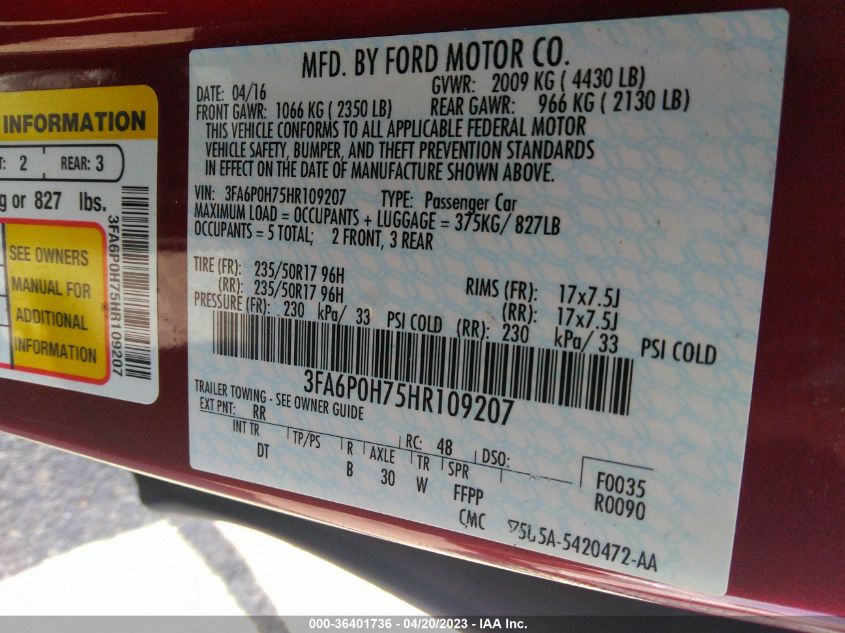 INFORMATION
2 REAR: 3
g or 827 lbs.
SEE OWNERS
MANUAL FOR
ADDITIONAL
INFORMATION
3FA6P0H75HR109207
MFD. BY FORD MOTOR CO.
DATE: 04/16 GVWR: 2009 KG ( 4430 LB)
FRONT GAWR: 1066 KG ( 2350 LB) REAR GAWR: 966 KG ( 2130 LB)
THIS VEHICLE CONFORMS TO ALL APPLICABLE FEDERAL MOTOR
VEHICLE SAFETY, BUMPER, AND THEFT PREVENTION STANDARDS
IN EFFECT ON THE DATE OF MANUFACTURE SHOWN ABOVE.
VIN: 3FA6P0H75HR109207 TYPE: Passenger Car
MAXIMUM LOAD = OCCUPANTS + LUGGAGE = 375KG/ 827LB
OCCUPANTS = 5 TOTAL; 2 FRONT, 3 REAR
TIRE (FR): 235/50R17 96H RIMS (FR): 17x7.5J
(RR): 235/50R17 96H (RR): 17x7.5J
PRESSURE (FR): 230 kPa/ 33 PSI COLD (RR): 230 kPa/ 33 PSI COLD
3FA6P0H75HR109207
TRAILER TOWING - SEE OWNER GUIDE
EXT PNT: RR RC: 48 DSO:
INT TR TP/PS R AXLE TR SPR F0035
DT B 30 W FFPP R0090
CMC 5420472-AA
000-36401736 - 04/20/2023 - IAA Inc.